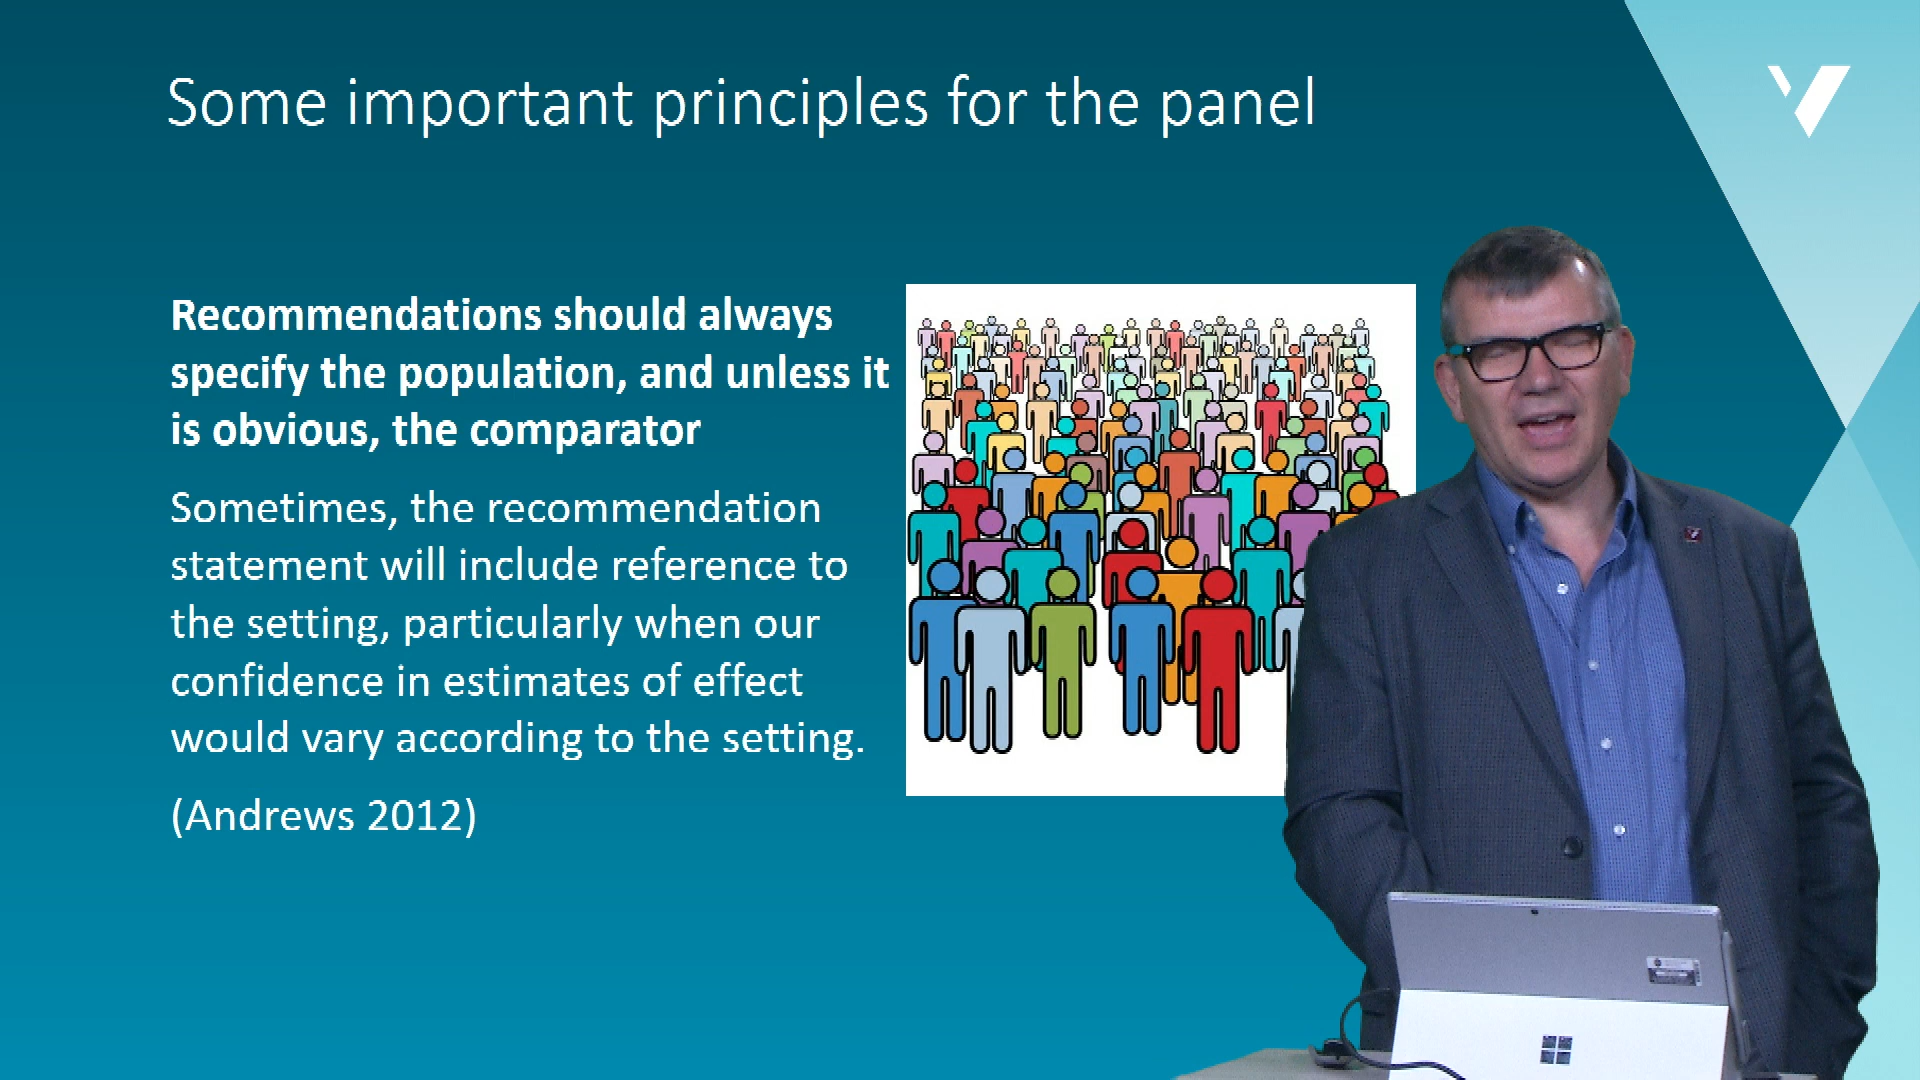 Some important principles for the panel
Recommendations should always
specify the population, and unless it
is obvious, the comparator
Sometimes, the recommendation
statement will include reference to
the setting, particularly when our
confidence in estimates of effect
would vary according to the setting.
(Andrews 2012)